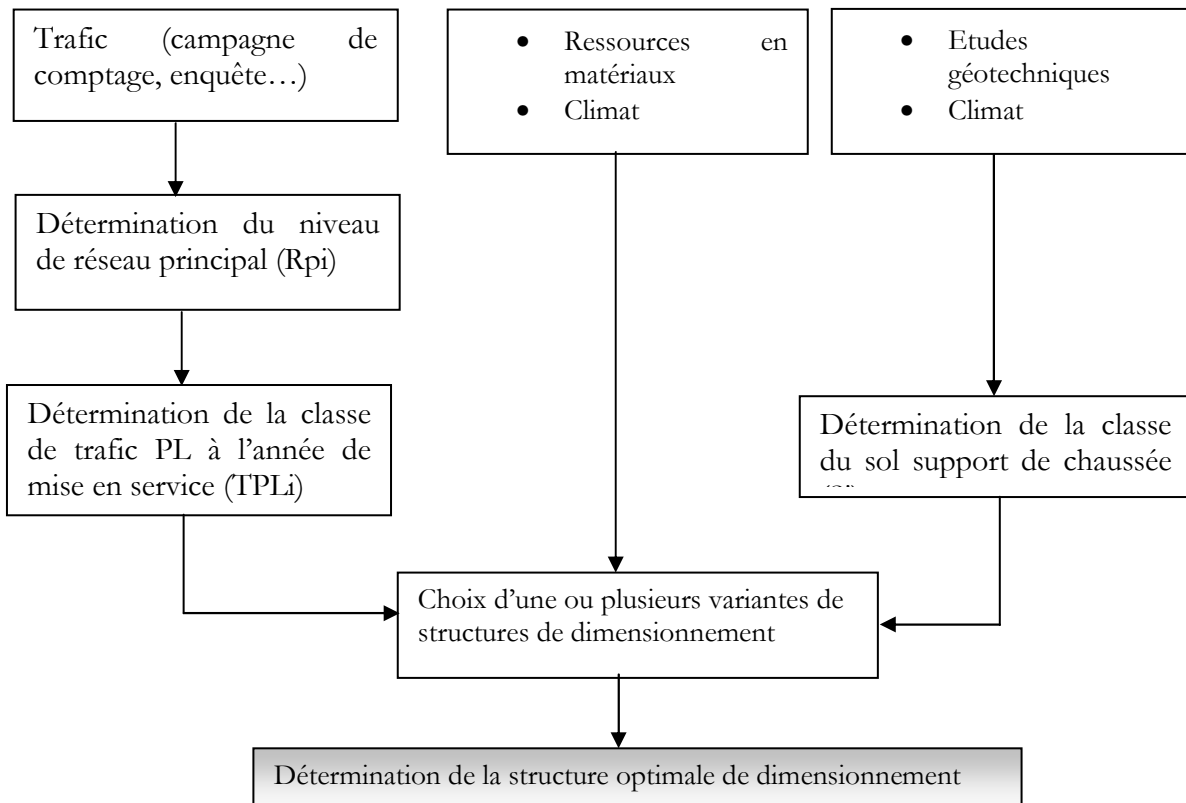 Trafic (campagne de
comptage, enquête…)
• Ressources en
matériaux
• Climat
• Etudes
géotechniques
• Climat
Détermination du niveau
de réseau principal (Rpi)
Détermination de la classe
de trafic PL à l’année de
mise en service (TPLi)
Détermination de la classe
du sol support de chaussée
Choix d’une ou plusieurs variantes de
structures de dimensionnement
Détermination de la structure optimale de dimensionnement